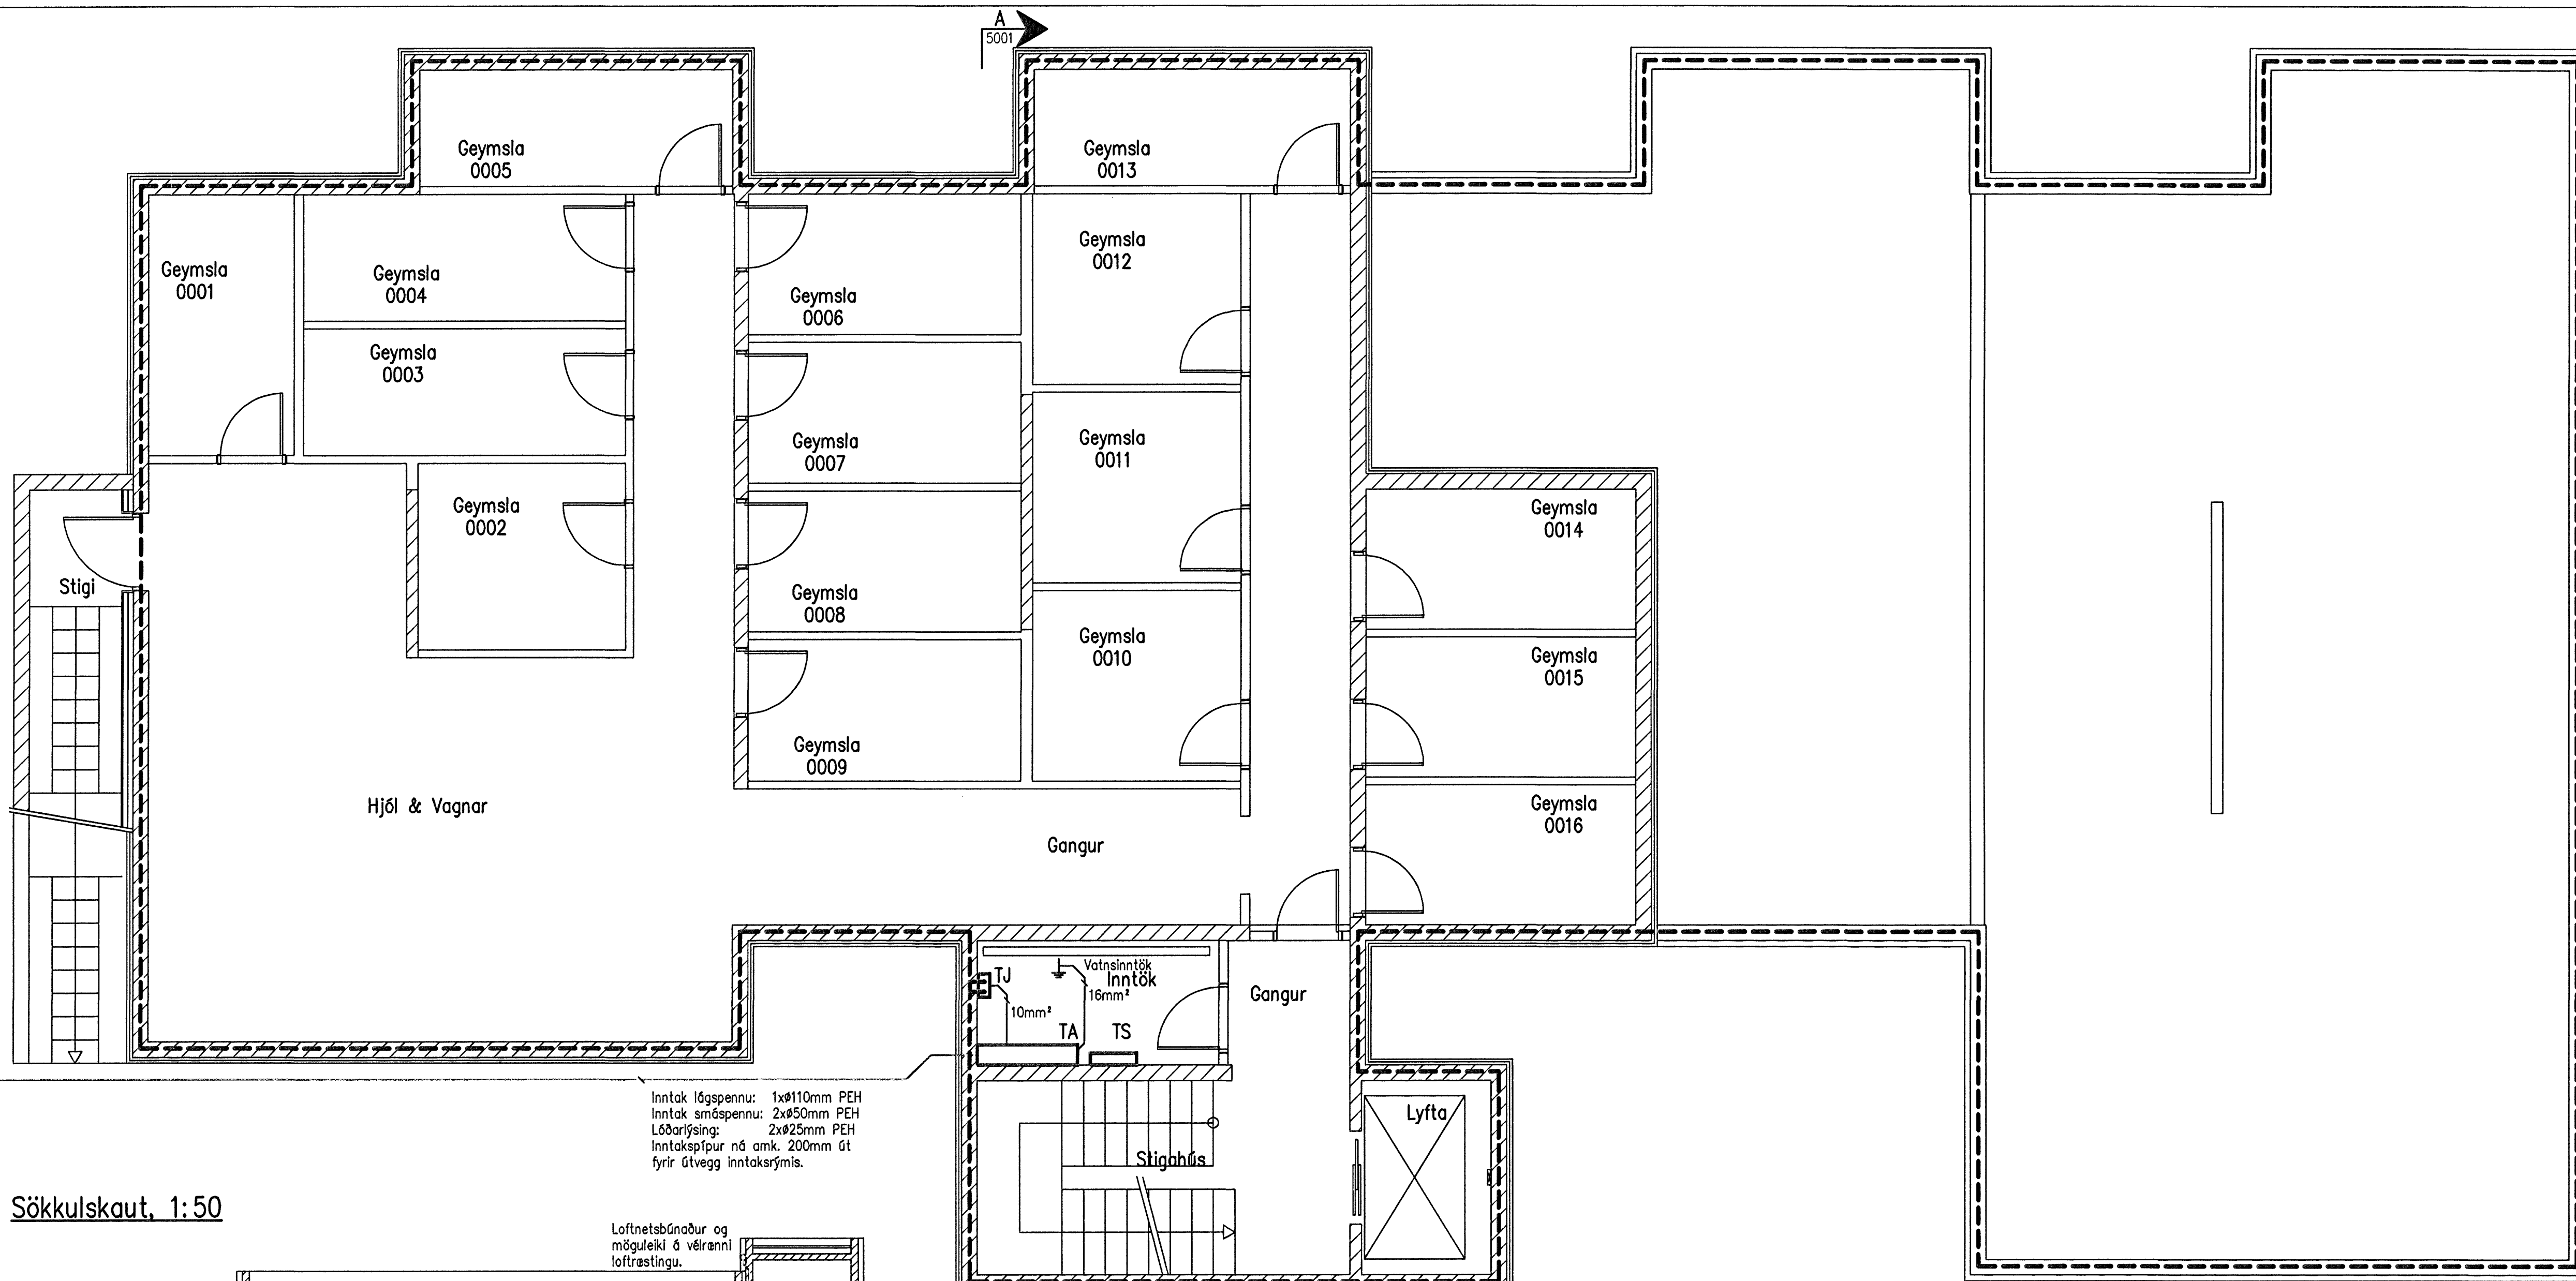 A
5001
Geymsla
0005
Geymsla
0013
Geymsla
0001
Geymsla
0004
Geymsla
0003
Geymsla
0006
Geymsla
0012
Geymsla
0007
Geymsla
0011
Geymsla
0002
Geymsla
0014
Stigi
Geymsla
0008
Geymsla
0010
Geymsla
0015
Geymsla
0009
Geymsla
0016
Hjól & Vagnar
Gangur
TJ
Vatnsinntök
Inntök
16mm²
10mm²
TA
TS
Gangur
Inntak lágspennu: 1xø110mm PEH
Inntak smáspennu: 2xø50mm PEH
Lóðarlýsing: 2xø25mm PEH
Inntakspípur ná amk. 200mm út
fyrir útvegg inntaksrýmis.
Lyfta
Stigahús
Sökkulskaut, 1:50
Loftnetsbúnaður og
möguleiki á vélrænni
loftræstingu.